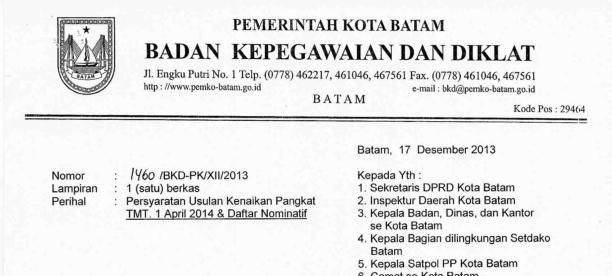 PEMERINTAH KOTA BATAM
BADAN KEPEGAWAIAN DAN DIKLAT
Jl. Engku Putri No. 1 Telp. (0778) 462217, 461046, 467561 Fax. (0778) 461046, 467561
http : //www.pemko-batam.go.id e-mail : bkd@pemko-batam.go.id
BATAM
BATAM
Kode Pos : 29464
Batam, 17 Desember 2013
Nomor : 1460 /BKD-PK/XII/2013
Lampiran : 1 (satu) berkas
Perihal : Persyaratan Usulan Kenaikan Pangkat
TMT. 1 April 2014 & Daftar Nominatif
Kepada Yth :
1. Sekretaris DPRD Kota Batam
2. Inspektur Daerah Kota Batam
3. Kepala Badan, Dinas, dan Kantor
se Kota Batam
4. Kepala Bagian dilingkungan Setdako
Batam
5. Kepala Satpol PP Kota Batam
6. Camat se Kota Batam